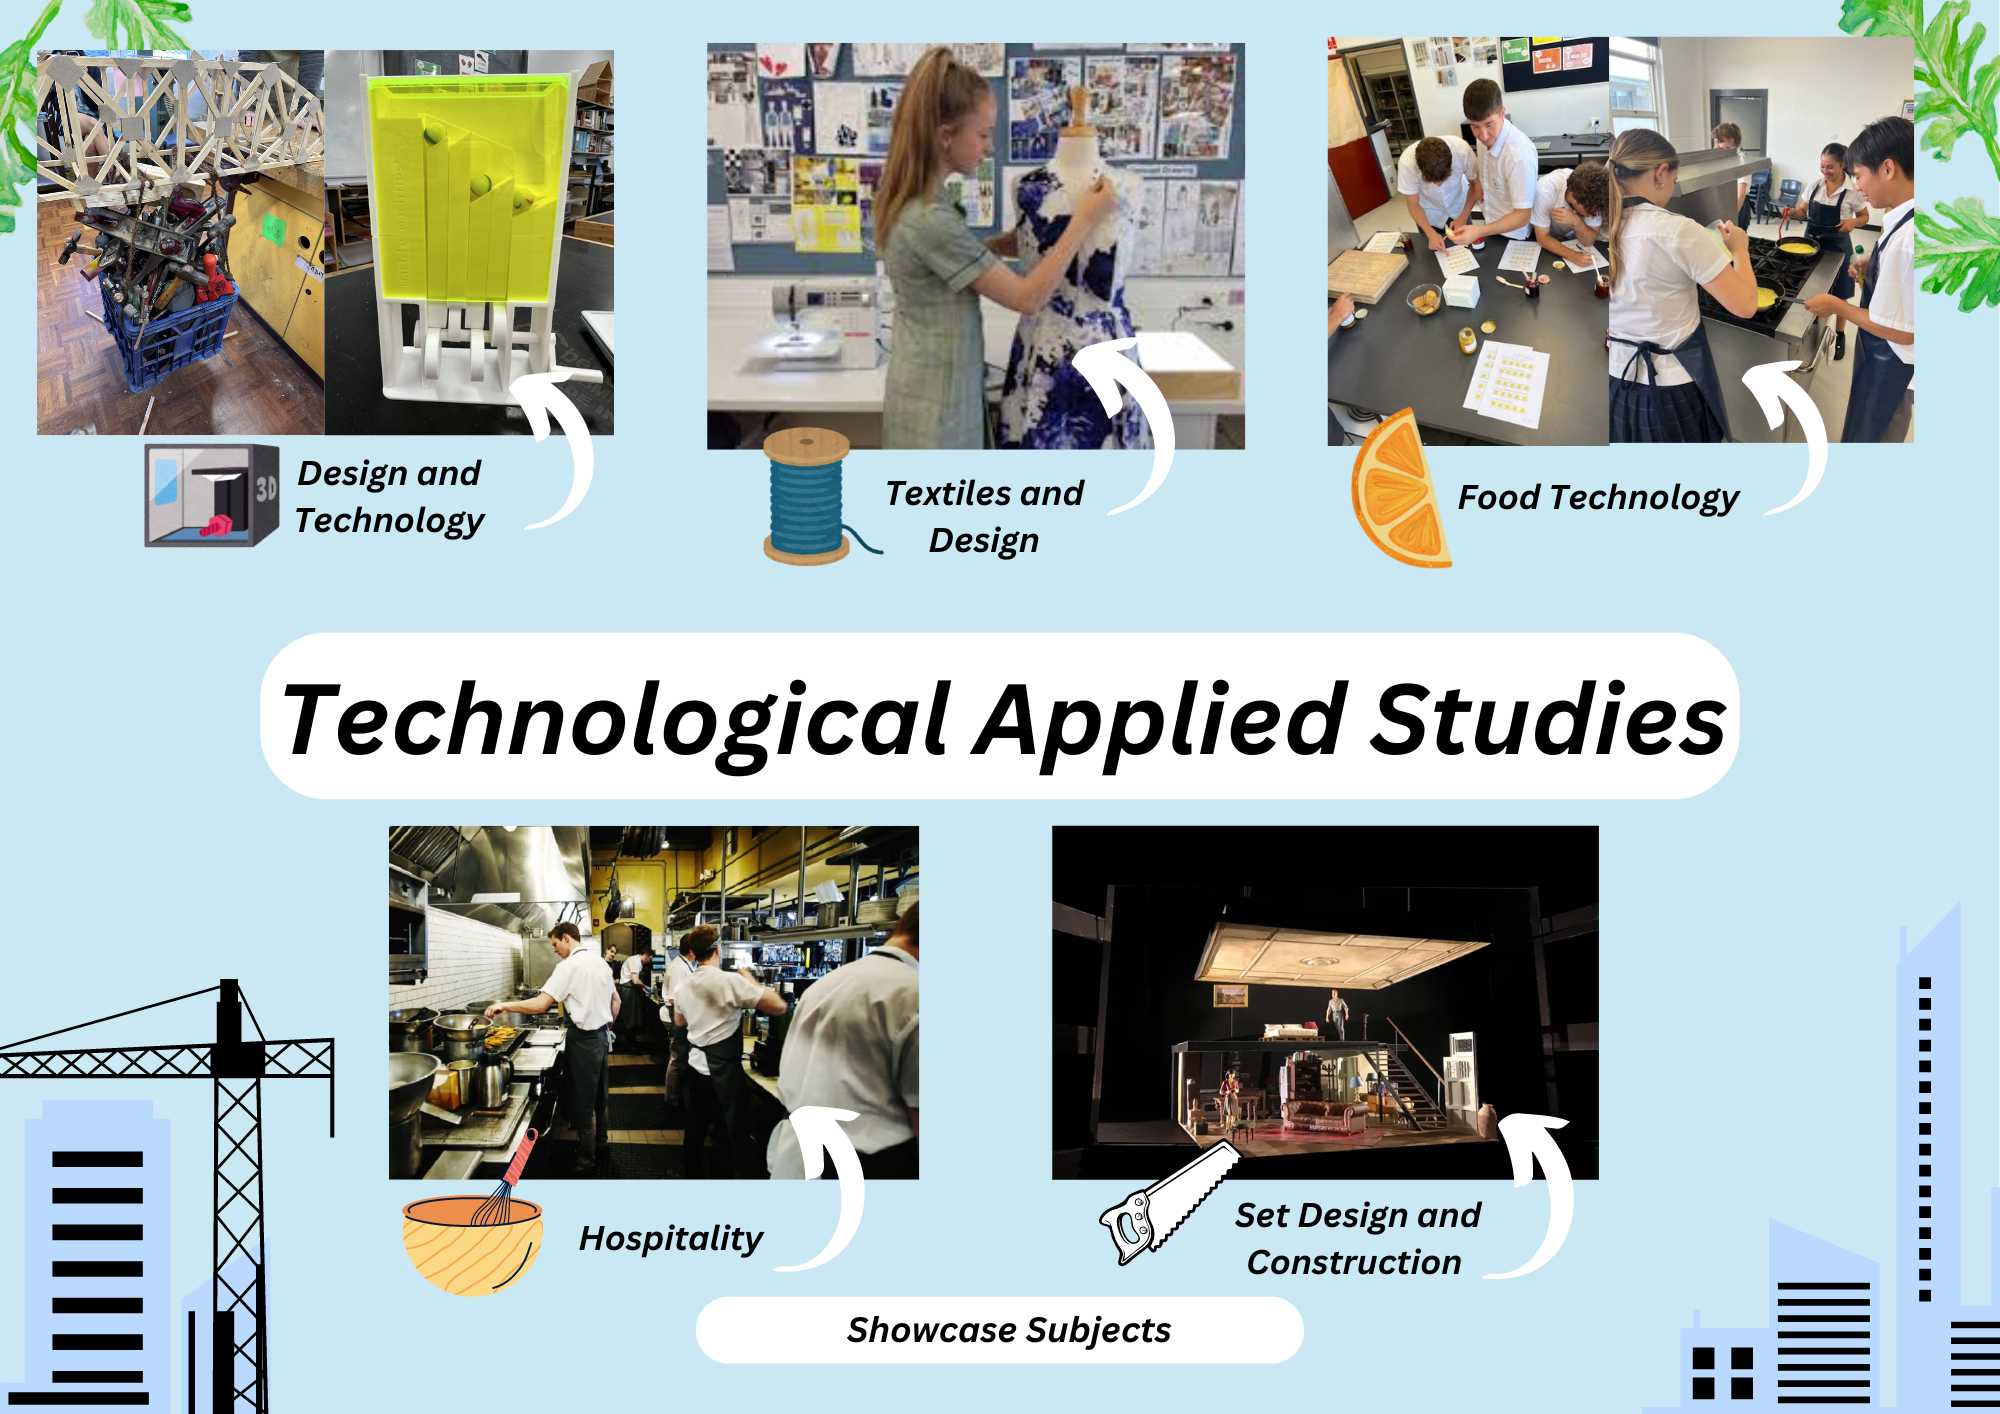 3D
Design and
Technology
Textiles and
Design
Food Technology
Technological Applied Studies
Hospitality
Set Design and
Construction
Showcase Subjects